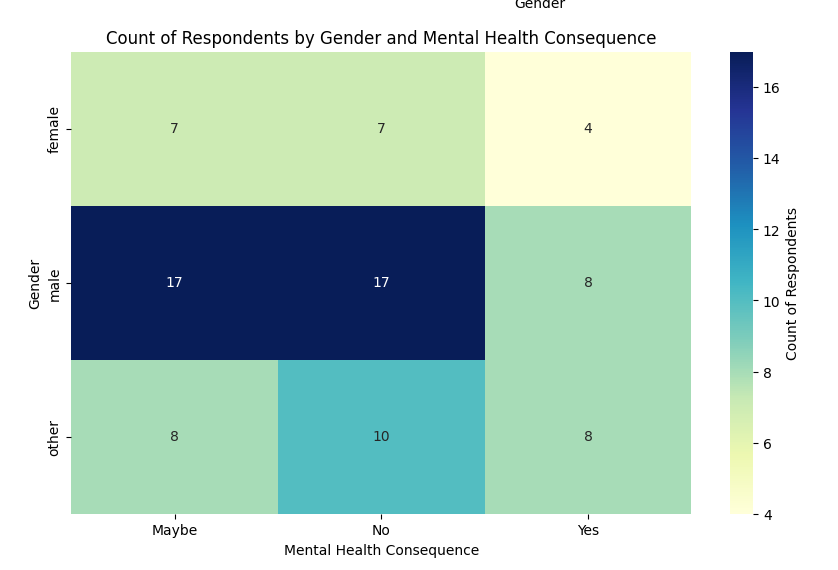 Gender
Count of Respondents by Gender and Mental Health Consequence
female
7
7
4
16
14
12
10
8
6
4
Count of Respondents
Gender
male
17
17
8
other
8
10
8
Maybe
No
Yes
Mental Health Consequence